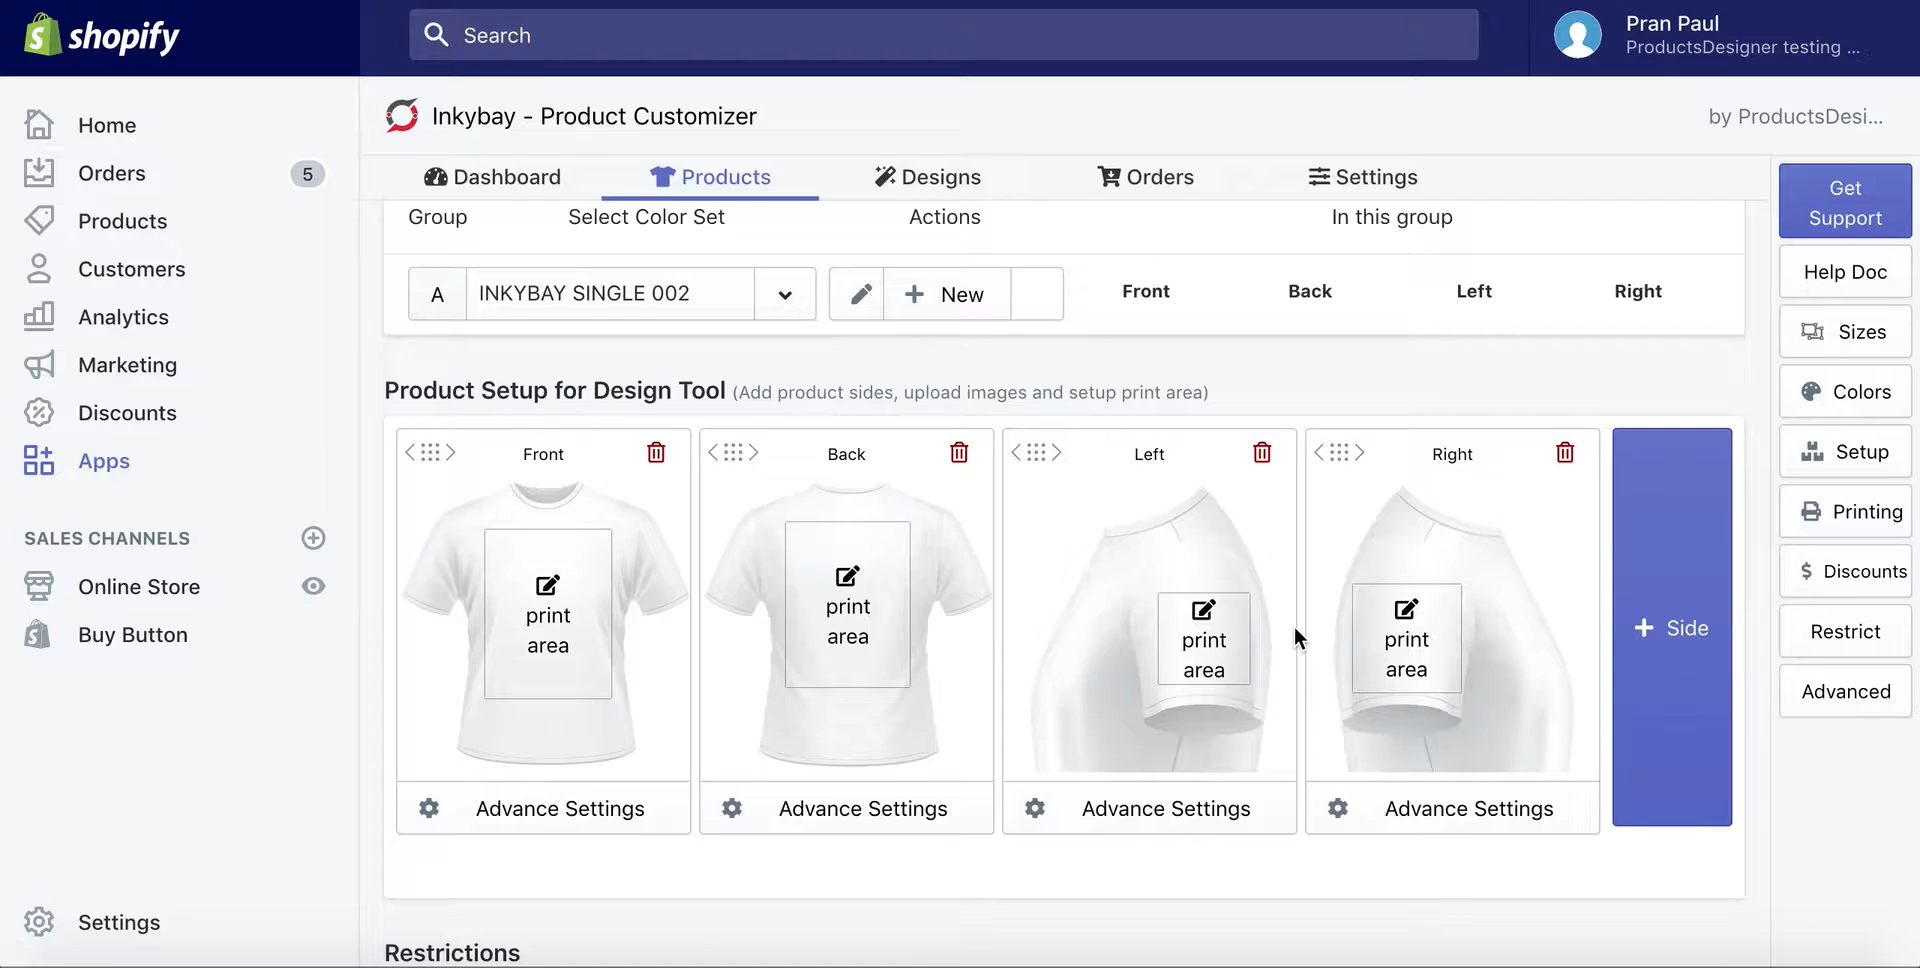 shopify
Search
Pran Paul
ProductsDesigner testing ...
Home
Orders
5
Products
Customers
Analytics
Marketing
Discounts
Apps
SALES CHANNELS
Online Store
Buy Button
Settings
Inkybay - Product Customizer
by ProductsDesi...
Dashboard
Products
Designs
Orders
Settings
Group
Select Color Set
Actions
In this group
A
INKYBAY SINGLE 002
New
Front
Back
Left
Right
Product Setup for Design Tool (Add product sides, upload images and setup print area)
Front
print
area
Advance Settings
Back
print
area
Advance Settings
Left
print
area
Advance Settings
Right
print
area
Advance Settings
+ Side
Restrictions
Get
Support
Help Doc
Sizes
Colors
Setup
Printing
$ Discounts
Restrict
Advanced